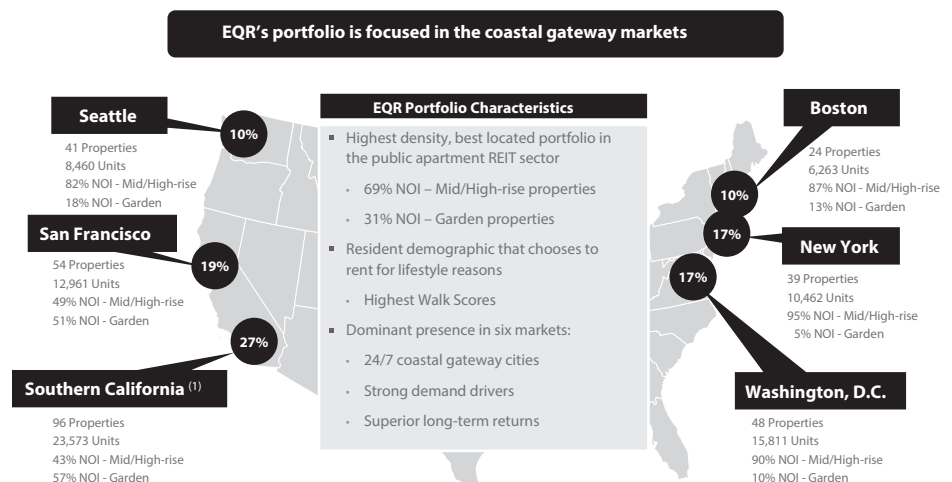 EQR's portfolio is focused in the coastal gateway markets
Seattle
10%
41 Properties
8,460 Units
82% NOI - Mid/High-rise
18% NOI - Garden
San Francisco
19%
54 Properties
12,961 Units
49% NOI - Mid/High-rise
51% NOI - Garden
27%
Southern California (1)
96 Properties
23,573 Units
43% NOI - Mid/High-rise
57% NOI - Garden
EQR Portfolio Characteristics
▪ Highest density, best located portfolio in
the public apartment REIT sector
• 69% NOI – Mid/High-rise properties
• 31% NOI – Garden properties
▪ Resident demographic that chooses to
rent for lifestyle reasons
• Highest Walk Scores
▪ Dominant presence in six markets:
• 24/7 coastal gateway cities
• Strong demand drivers
• Superior long-term returns
Boston
10%
24 Properties
6,263 Units
87% NOI - Mid/High-rise
13% NOI - Garden
17%
New York
39 Properties
10,462 Units
95% NOI - Mid/High-rise
5% NOI - Garden
17%
Washington, D.C.
48 Properties
15,811 Units
90% NOI - Mid/High-rise
10% NOI - Garden